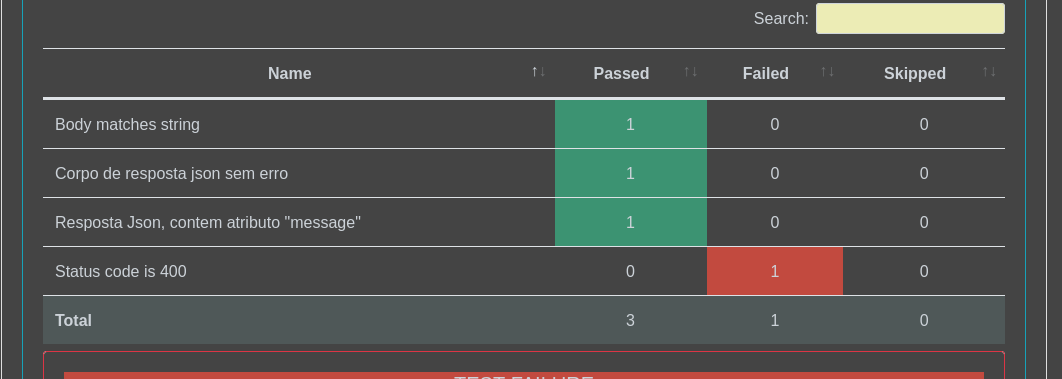 Search:
Name ↑↓ Passed ↑↓ Failed ↑↓ Skipped ↑↓
Body matches string 1 0 0
Corpo de resposta json sem erro 1 0 0
Resposta Json, contem atributo "message" 1 0 0
Status code is 400 0 1 0
Total 3 1 0
TEST FAILURE